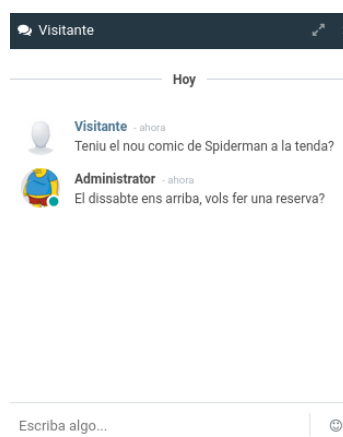 Visitante
Hoy
Visitante - ahora
Teniu el nou comic de Spiderman a la tenda?
Administrator - ahora
El dissabte ens arriba, vols fer una reserva?
Escriba algo...